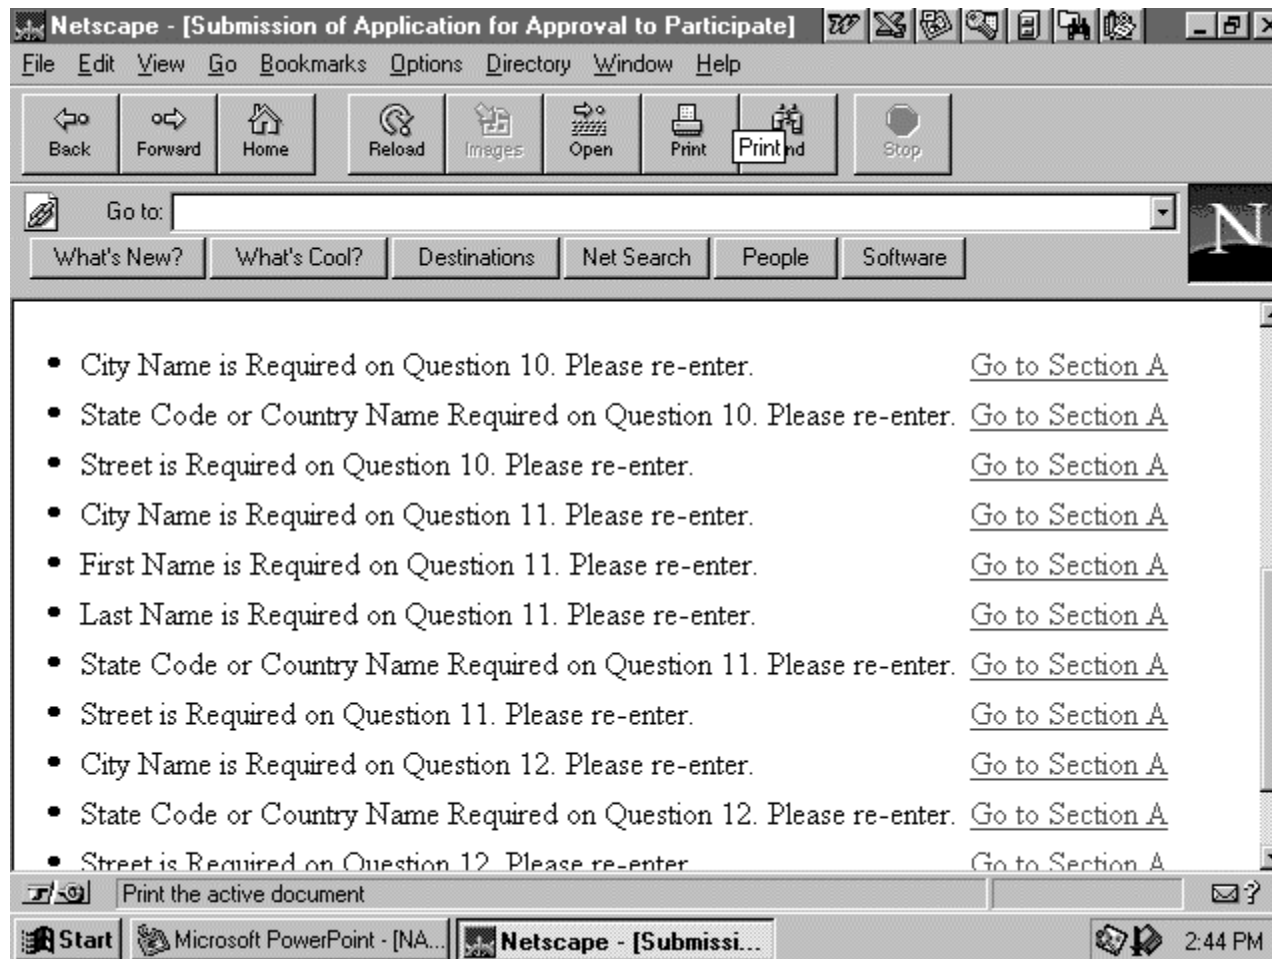 Netscape - [Submission of Application for Approval to Participate]
File Edit View Go Bookmarks Options Directory Window Help
Back Forward Home Reload Images Open Print Print nd Stop
Go to:
N
What's New? What's Cool? Destinations Net Search People Software
• City Name is Required on Question 10. Please re-enter. Go to Section A
• State Code or Country Name Required on Question 10. Please re-enter. Go to Section A
• Street is Required on Question 10. Please re-enter. Go to Section A
• City Name is Required on Question 11. Please re-enter. Go to Section A
• First Name is Required on Question 11. Please re-enter. Go to Section A
• Last Name is Required on Question 11. Please re-enter. Go to Section A
• State Code or Country Name Required on Question 11. Please re-enter. Go to Section A
• Street is Required on Question 11. Please re-enter. Go to Section A
• City Name is Required on Question 12. Please re-enter. Go to Section A
• State Code or Country Name Required on Question 12. Please re-enter. Go to Section A
• Street is Required on Question 12. Please re-enter Go to Section A
Print the active document
Start Microsoft PowerPoint - [NA... Netscape - [Submissi... 2:44 PM